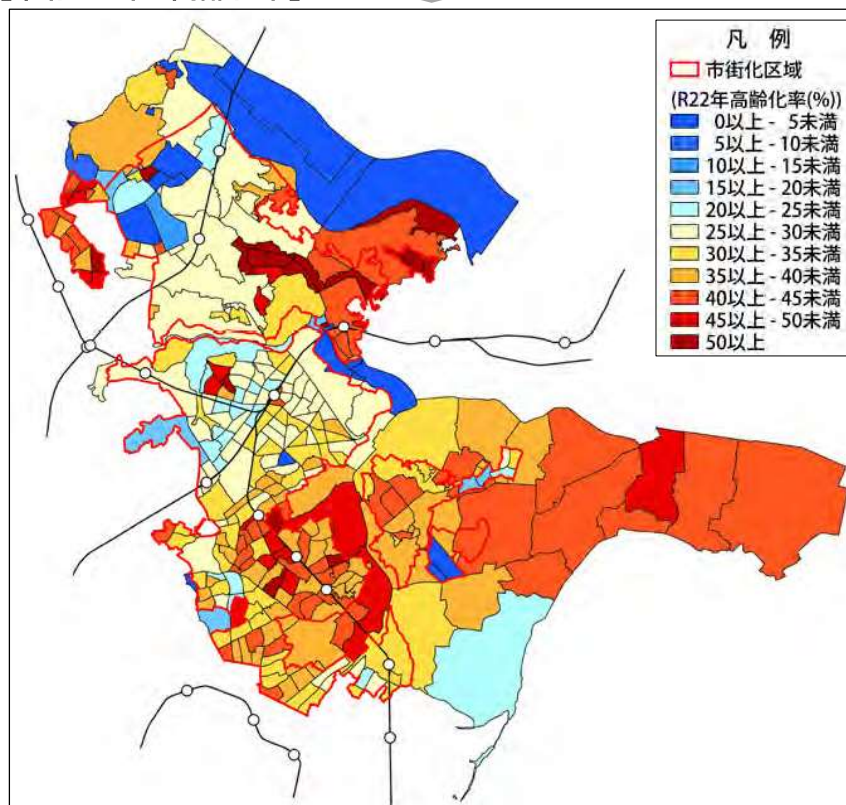 凡 例
市街化区域
(R22年高齢化率(%))
0以上 - 5未満
5以上 - 10未満
10以上 - 15未満
15以上 - 20未満
20以上 - 25未満
25以上 - 30未満
30以上 - 35未満
35以上 - 40未満
40以上 - 45未満
45以上 - 50未満
50以上